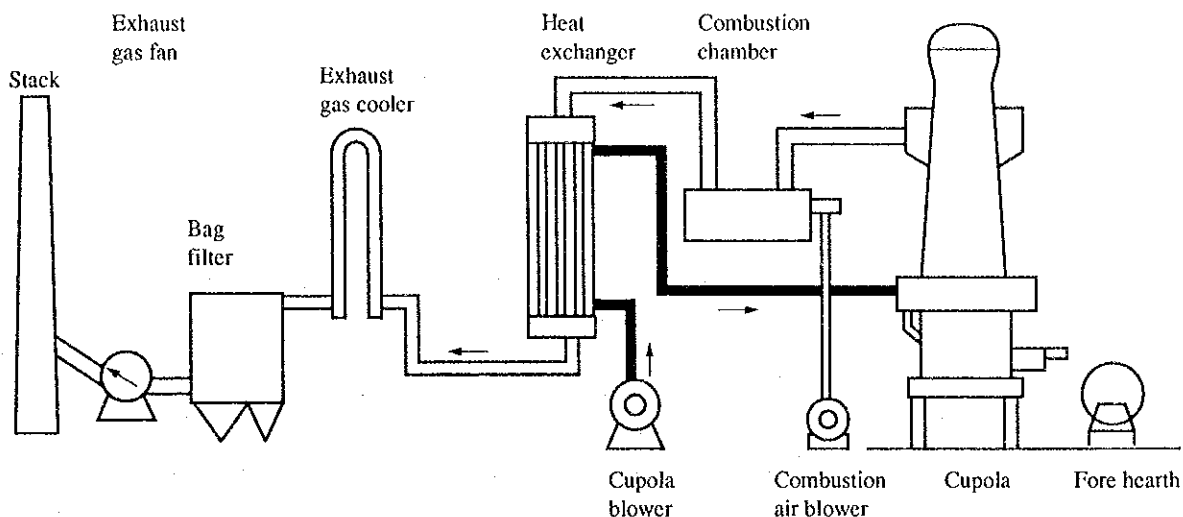 Exhaust
gas fan
Heat
exchanger
Combustion
chamber
Stack
Exhaust
gas cooler
Bag
filter
Cupola
blower
Combustion
air blower
Cupola
Fore hearth